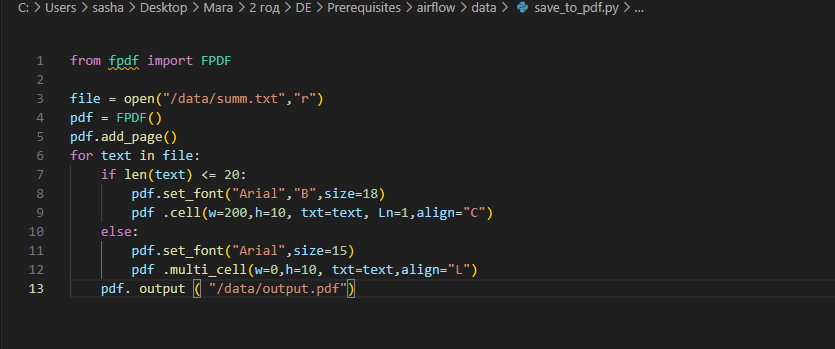 C: > Users > sasha > Desktop > Mara > 2 год > DE > Prerequisites > airflow > data > save_to_pdf.py > ...
1 from fpdf import FPDF
2
3 file = open("/data/summ.txt","r")
4 pdf = FPDF()
5 pdf.add_page()
6 for text in file:
7     if len(text) <= 20:
8         pdf.set_font("Arial","B",size=18)
9         pdf .cell(w=200,h=10, txt=text, Ln=1,align="C")
10     else:
11         pdf.set_font("Arial",size=15)
12         pdf .multi_cell(w=0,h=10, txt=text,align="L")
13     pdf. output ( "/data/output.pdf")